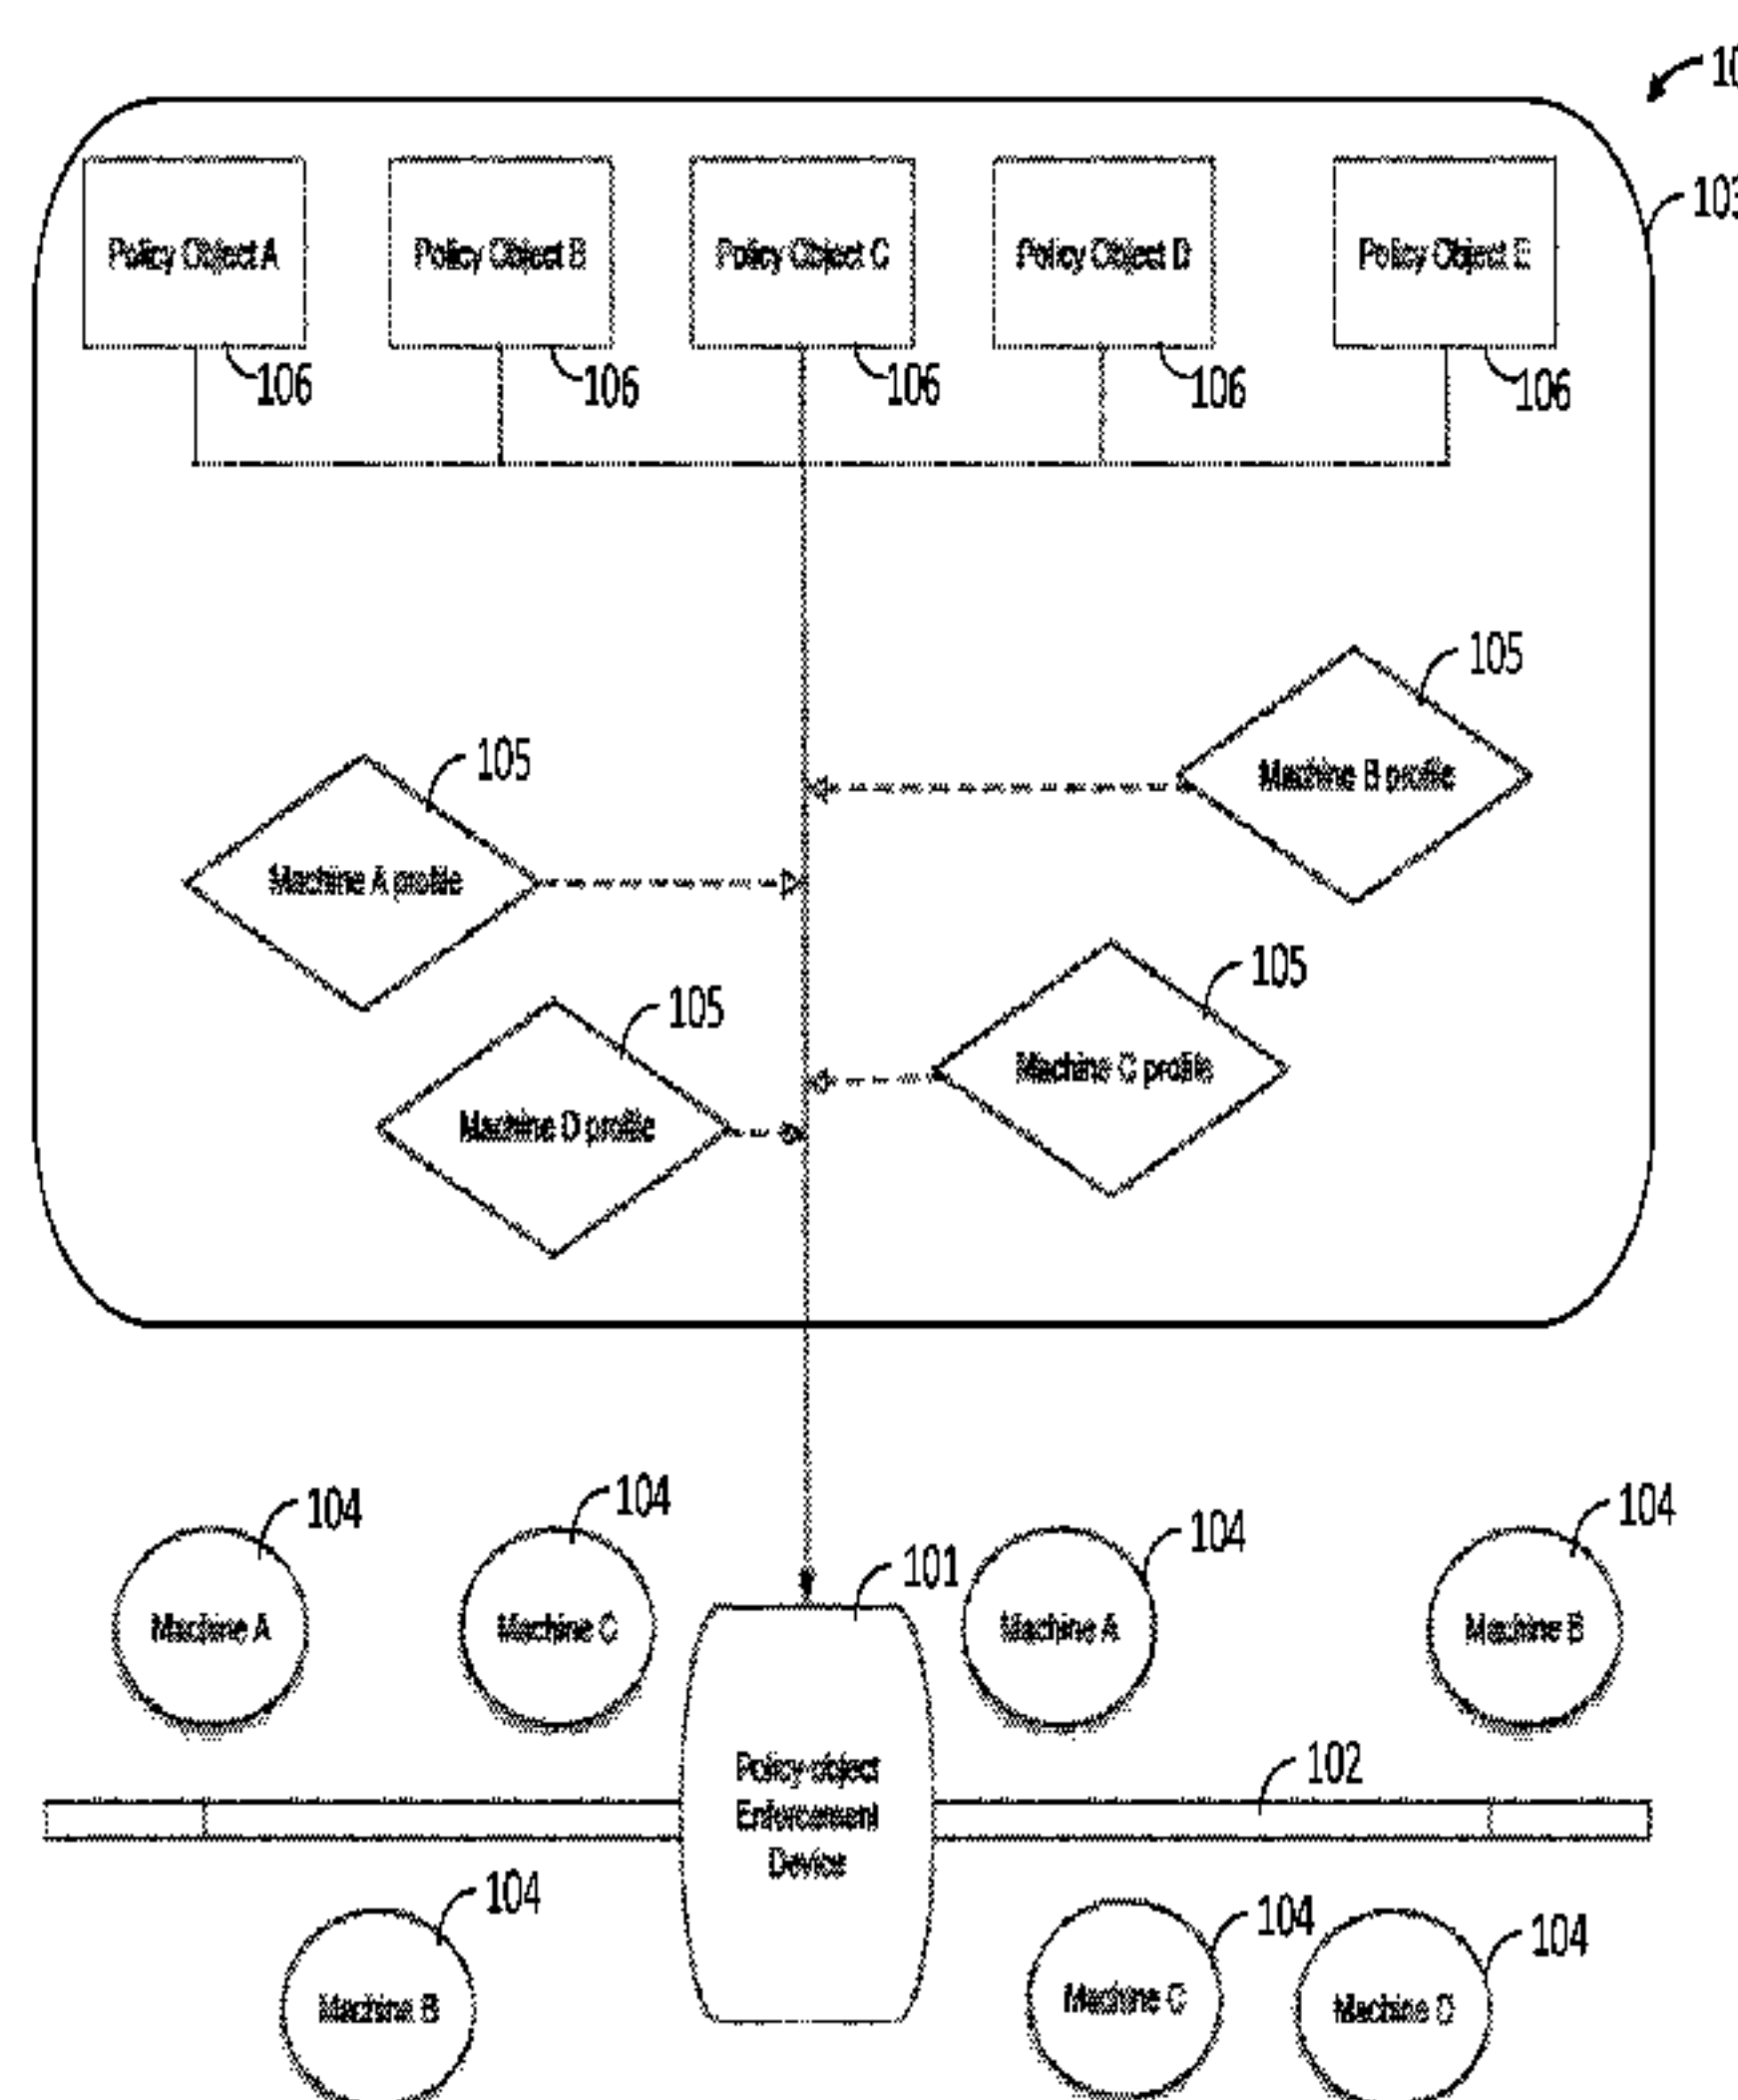 10
103
Policy Object A
Policy Object B
Policy Object C
Policy Object D
Policy Object E
106
106
106
106
106
105
Machine B profile
105
Machine A profile
105
Machine C profile
105
Machine D profile
104
Machine A
104
Machine C
101
104
Machine A
104
Machine B
Policy object
Enforcement
Device
102
104
Machine B
104
Machine C
104
Machine D